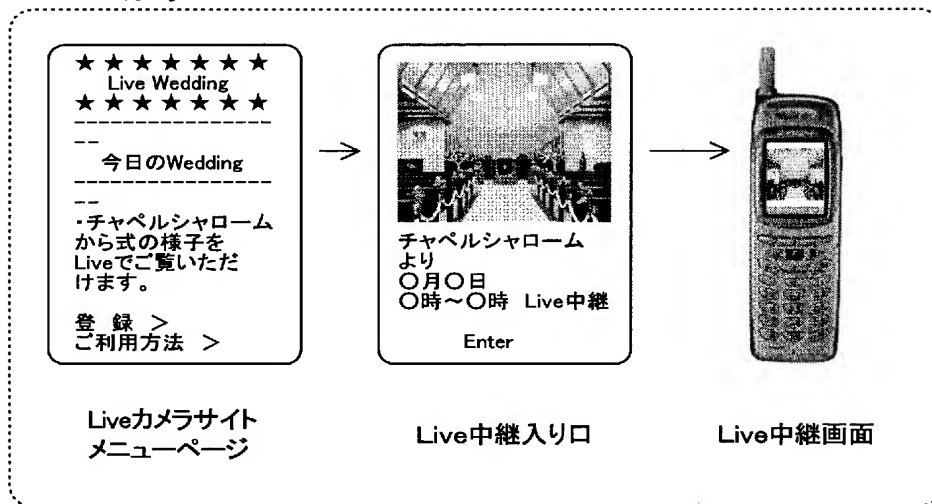 ★★★★★★★
Live Wedding
★★★★★★★
--------------
--
今日のWedding
--------------
--
・チャペルシャローム
から式の様子を
Liveでご覧いただ
けます。
登 録 ＞
ご利用方法 ＞
Liveカメラサイト
メニューページ
チャペルシャローム
より
〇月〇日
〇時～〇時 Live中継
Enter
Live中継入り口
Live中継画面